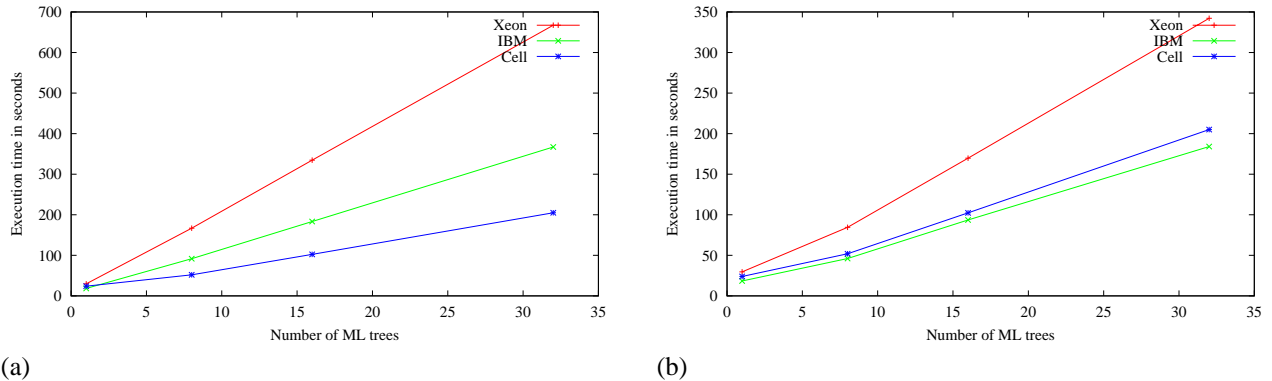 700
600
500
400
300
200
100
0
Execution time in seconds
0 5 10 15 20 25 30 35
Number of ML trees
Xeon
IBM
Cell
(a)
350
300
250
200
150
100
50
0
Execution time in seconds
0 5 10 15 20 25 30 35
Number of ML trees
Xeon
IBM
Cell
(b)